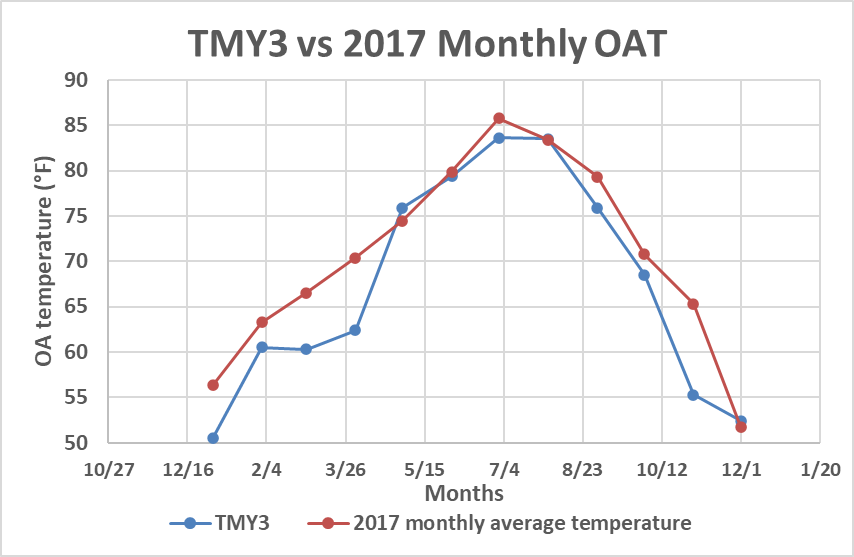 TMY3 vs 2017 Monthly OAT
90
85
80
75
70
65
60
55
50
OA temperature (°F)
10/27 12/16 2/4 3/26 5/15 7/4 8/23 10/12 12/1 1/20
Months
TMY3 2017 monthly average temperature